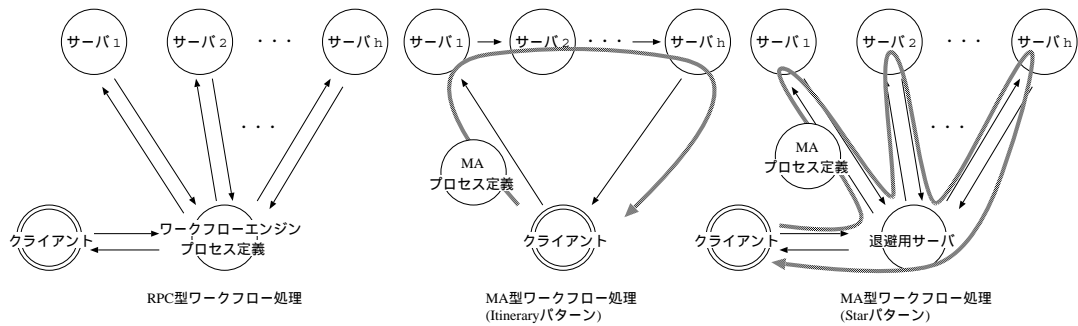 サーバ1
サーバ2
・・・
サーバh
・・・
ワークフローエンジン
プロセス定義
クライアント
RPC型ワークフロー処理
サーバ1
サーバ2
・・・
サーバh
MA
プロセス定義
クライアント
MA型ワークフロー処理
(Itineraryパターン)
サーバ1
サーバ2
・・・
サーバh
・・・
MA
プロセス定義
クライアント
退避用サーバ
MA型ワークフロー処理
(Starパターン)